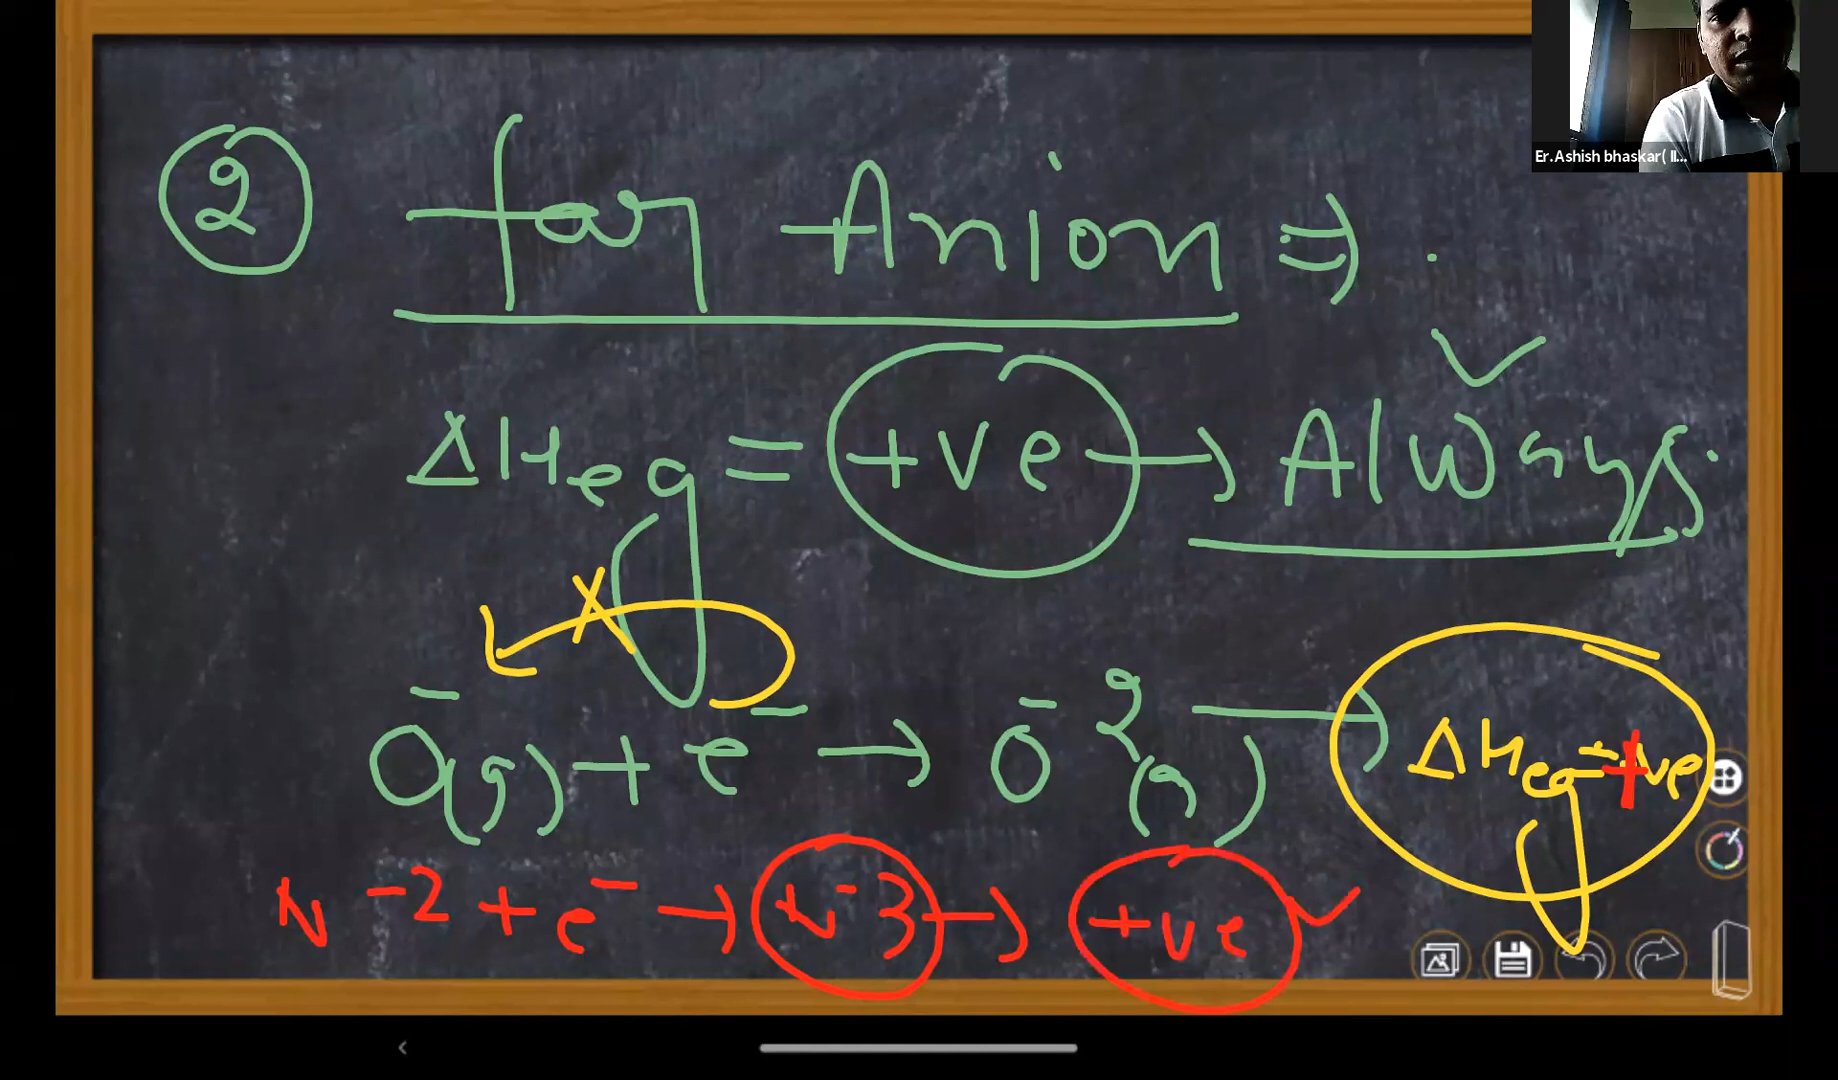 Er.Ashish bhaskar( II...
2 for Anion ⇒
ΔHeg = +ve → Always.
O⁻(g) + e⁻ → O⁻²(g) → ΔHeg = +ve
N⁻² + e⁻ → N⁻³ → +ve